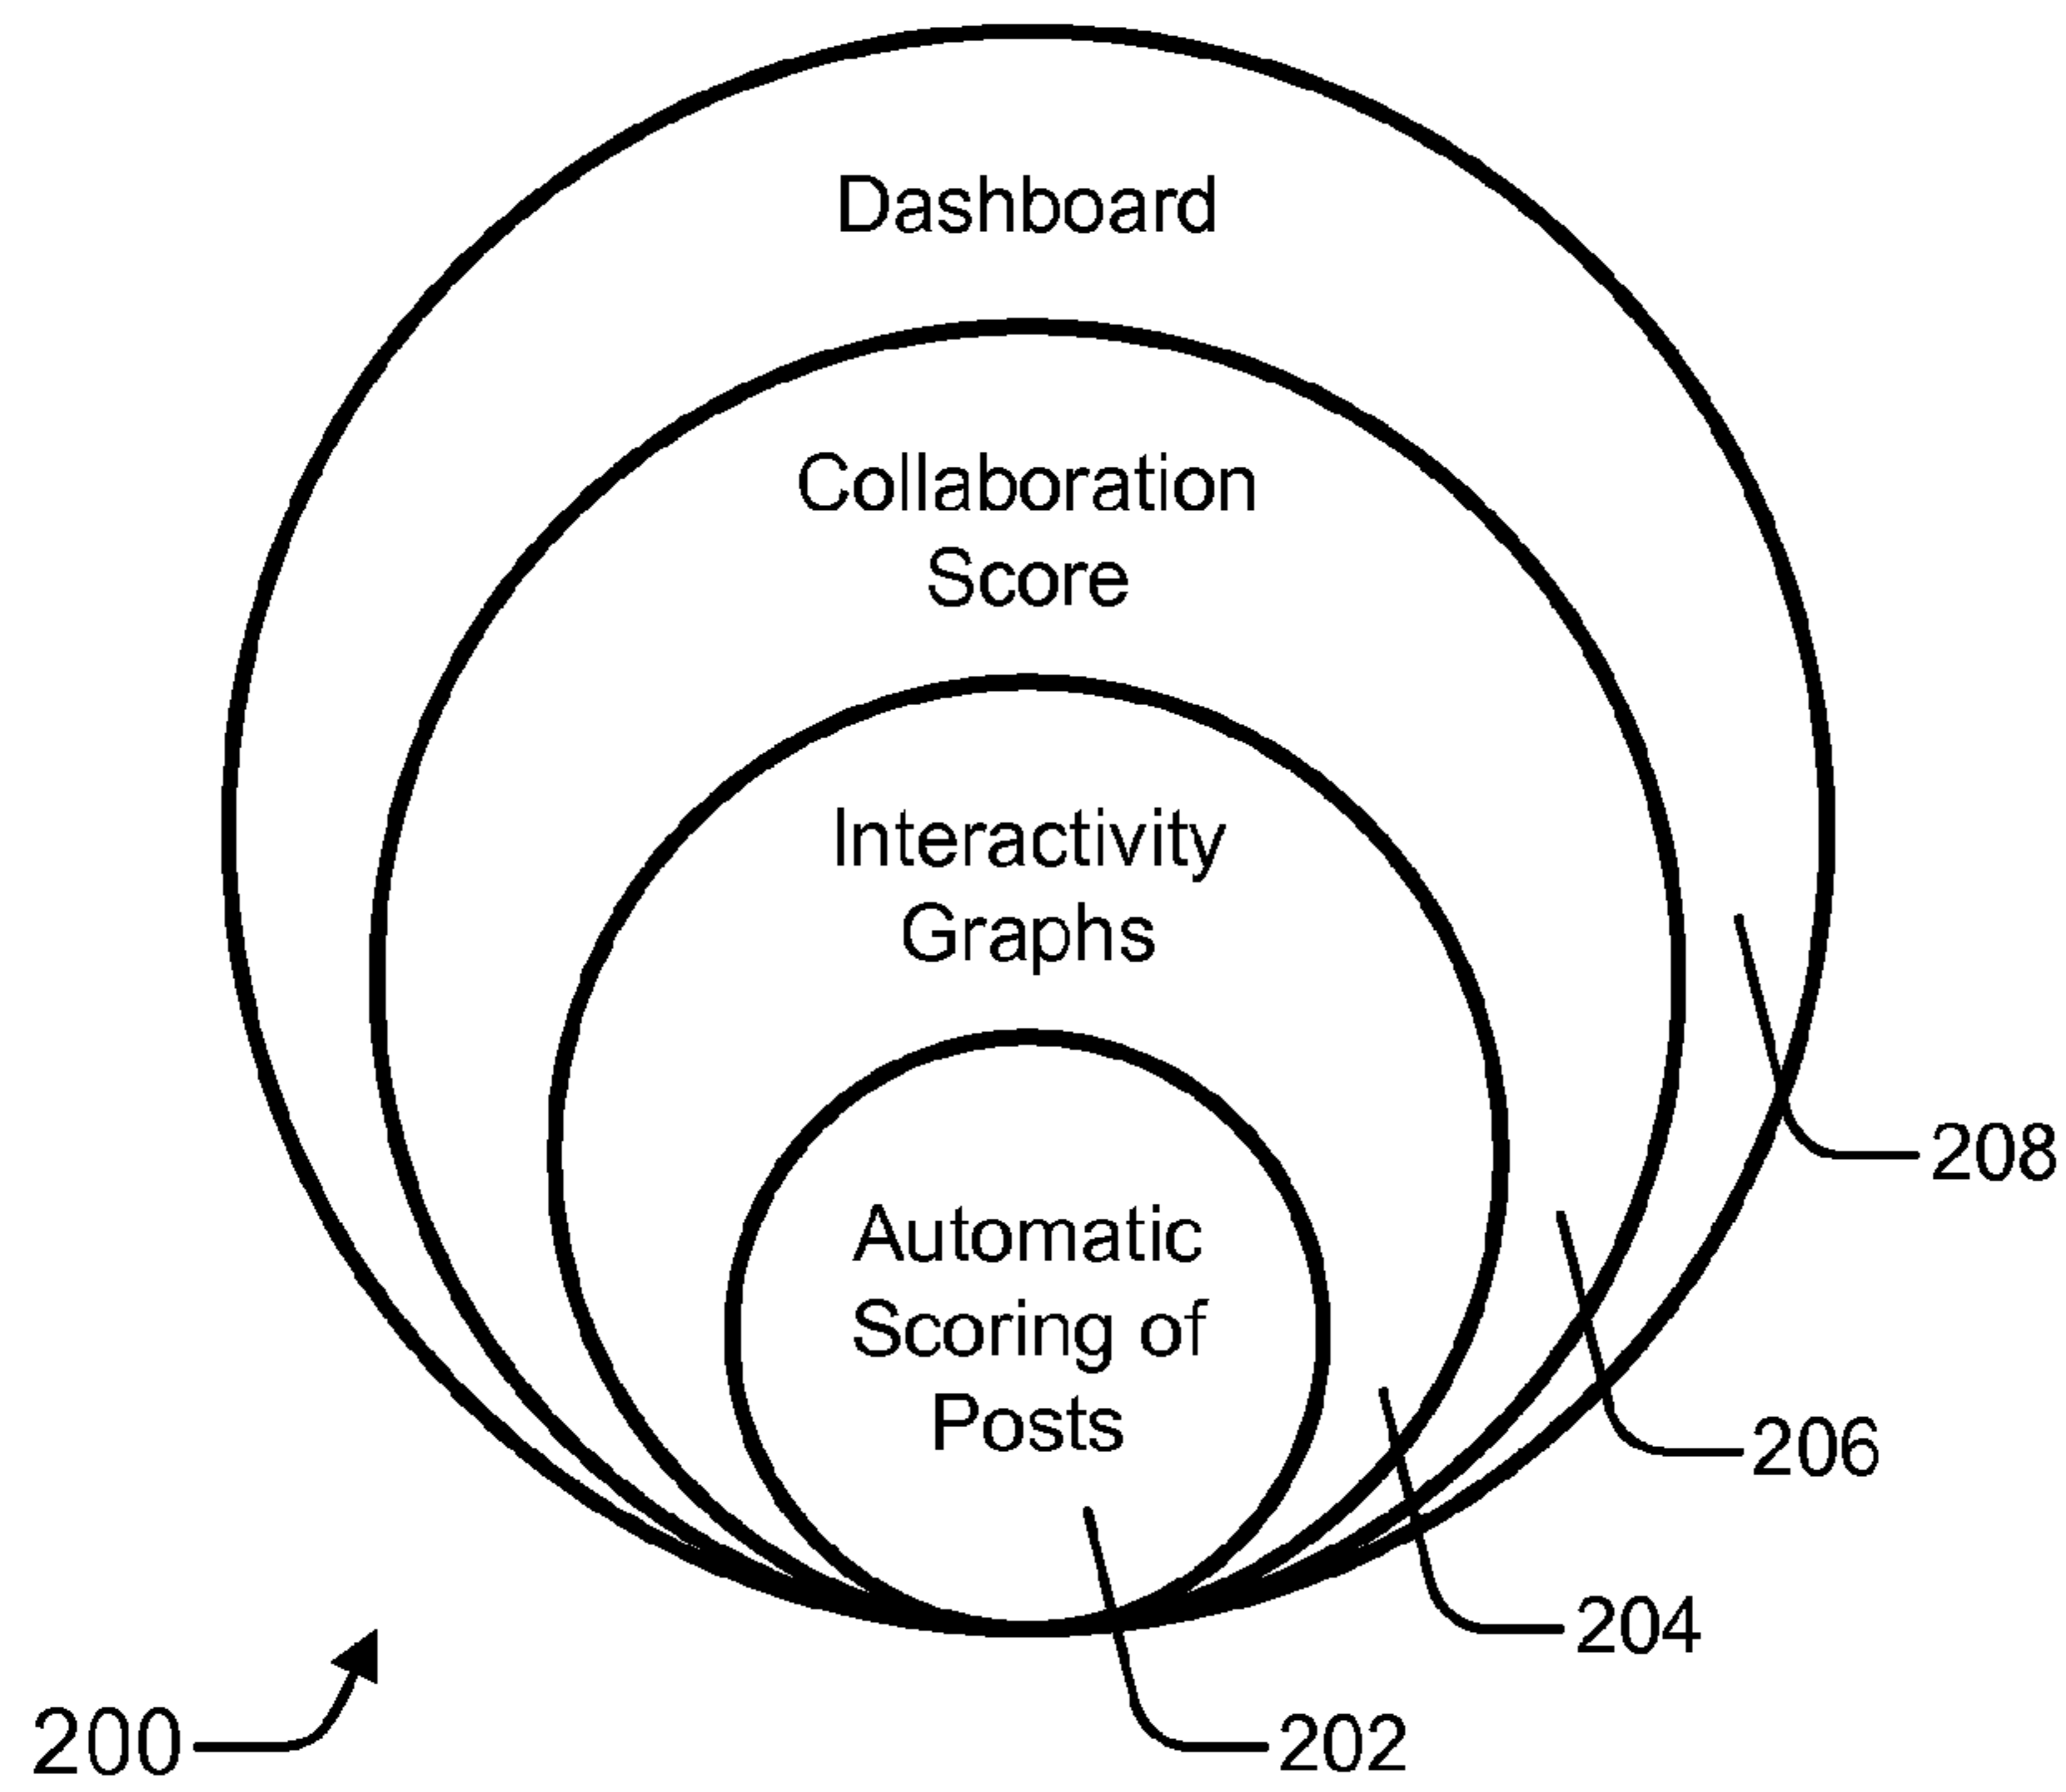 Dashboard
Collaboration
Score
Interactivity
Graphs
Automatic
Scoring of
Posts
208
206
204
202
200